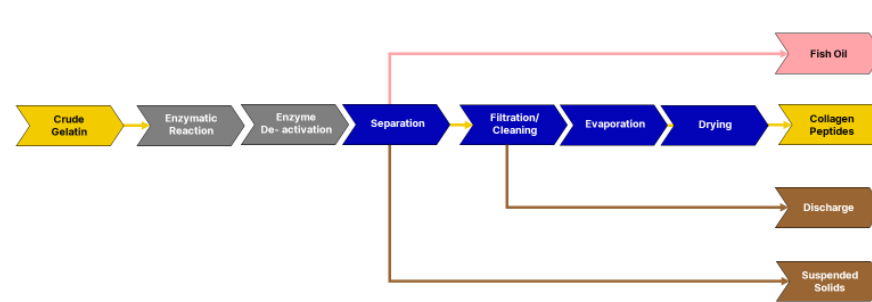 Fish Oil
Crude
Gelatin
Enzymatic
Reaction
Enzyme
De- activation
Separation
Filtration/
Cleaning
Evaporation
Drying
Collagen
Peptides
Discharge
Suspended
Solids